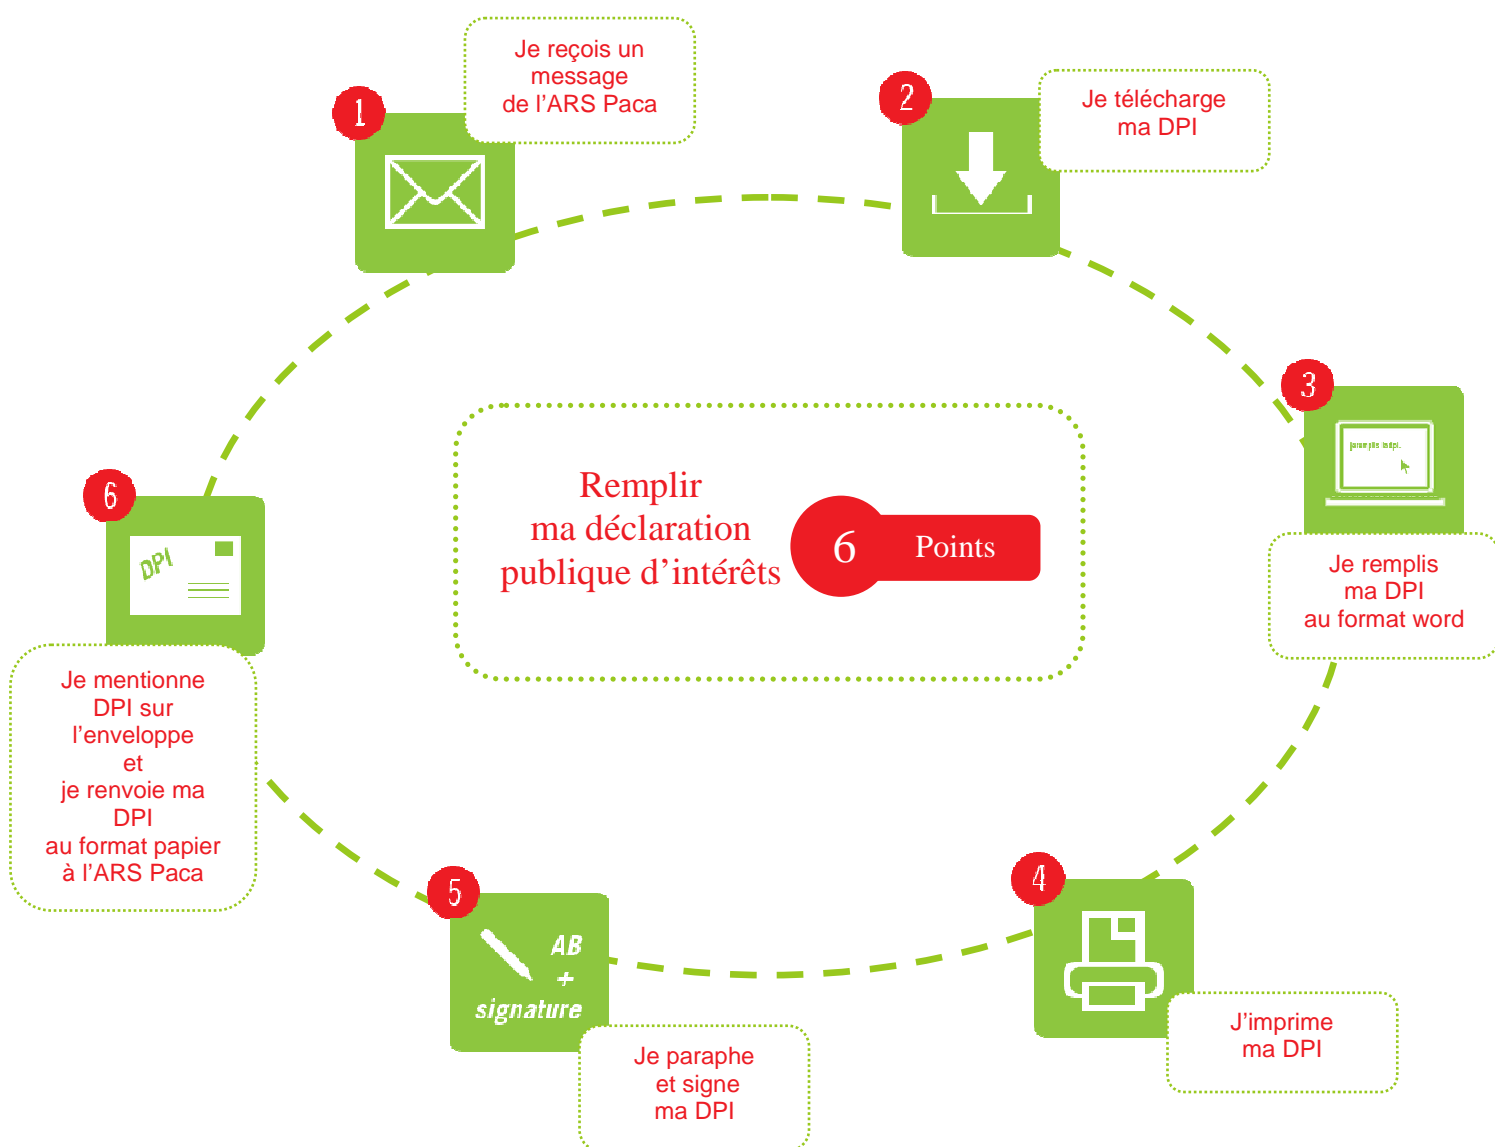 1
Je reçois un
message
de l’ARS Paca
2
Je télécharge
ma DPI
3
Je remplis
ma DPI
au format word
Remplir
ma déclaration
publique d’intérêts
6 Points
6
DPI
Je mentionne
DPI sur
l’enveloppe
et
je renvoie ma
DPI
au format papier
à l’ARS Paca
5
AB
+
signature
Je paraphe
et signe
ma DPI
4
J’imprime
ma DPI